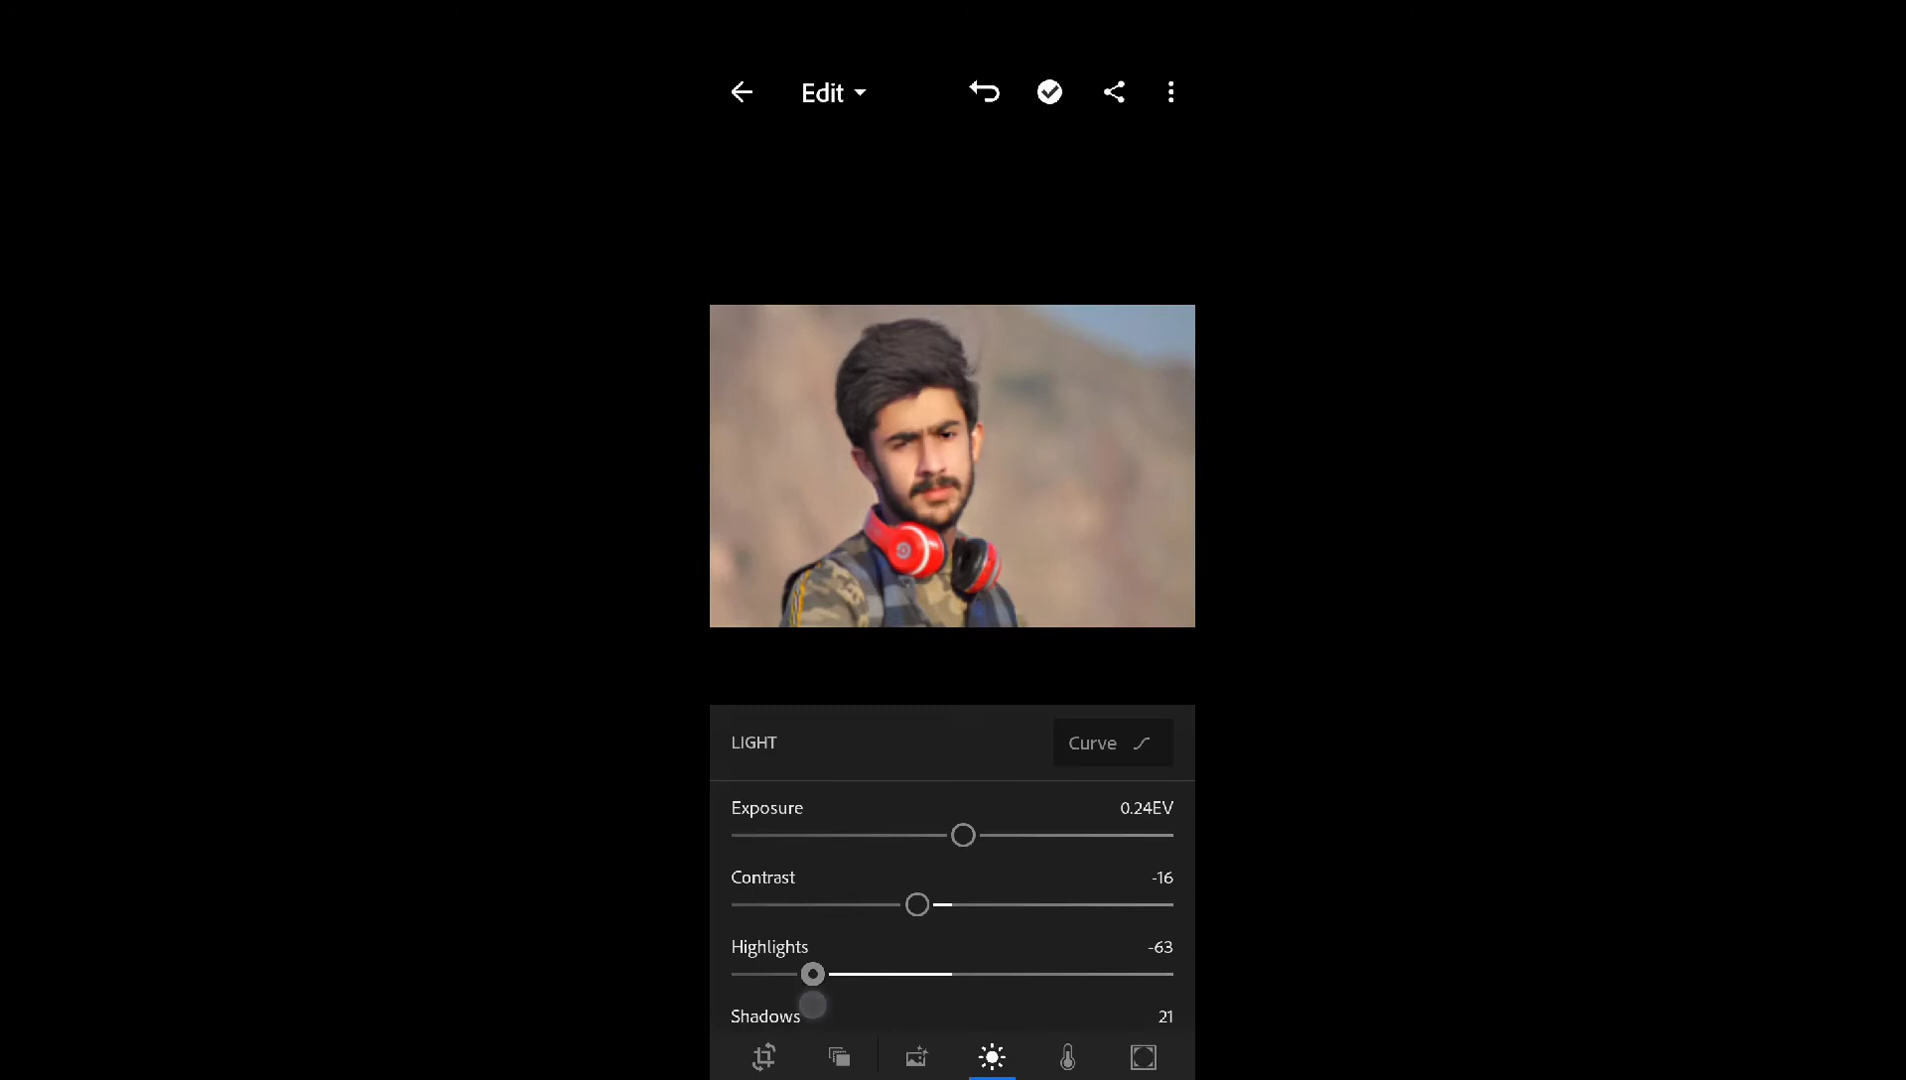 Edit
LIGHT
Curve
Exposure 0.24EV
Contrast -16
Highlights -63
Shadows 21